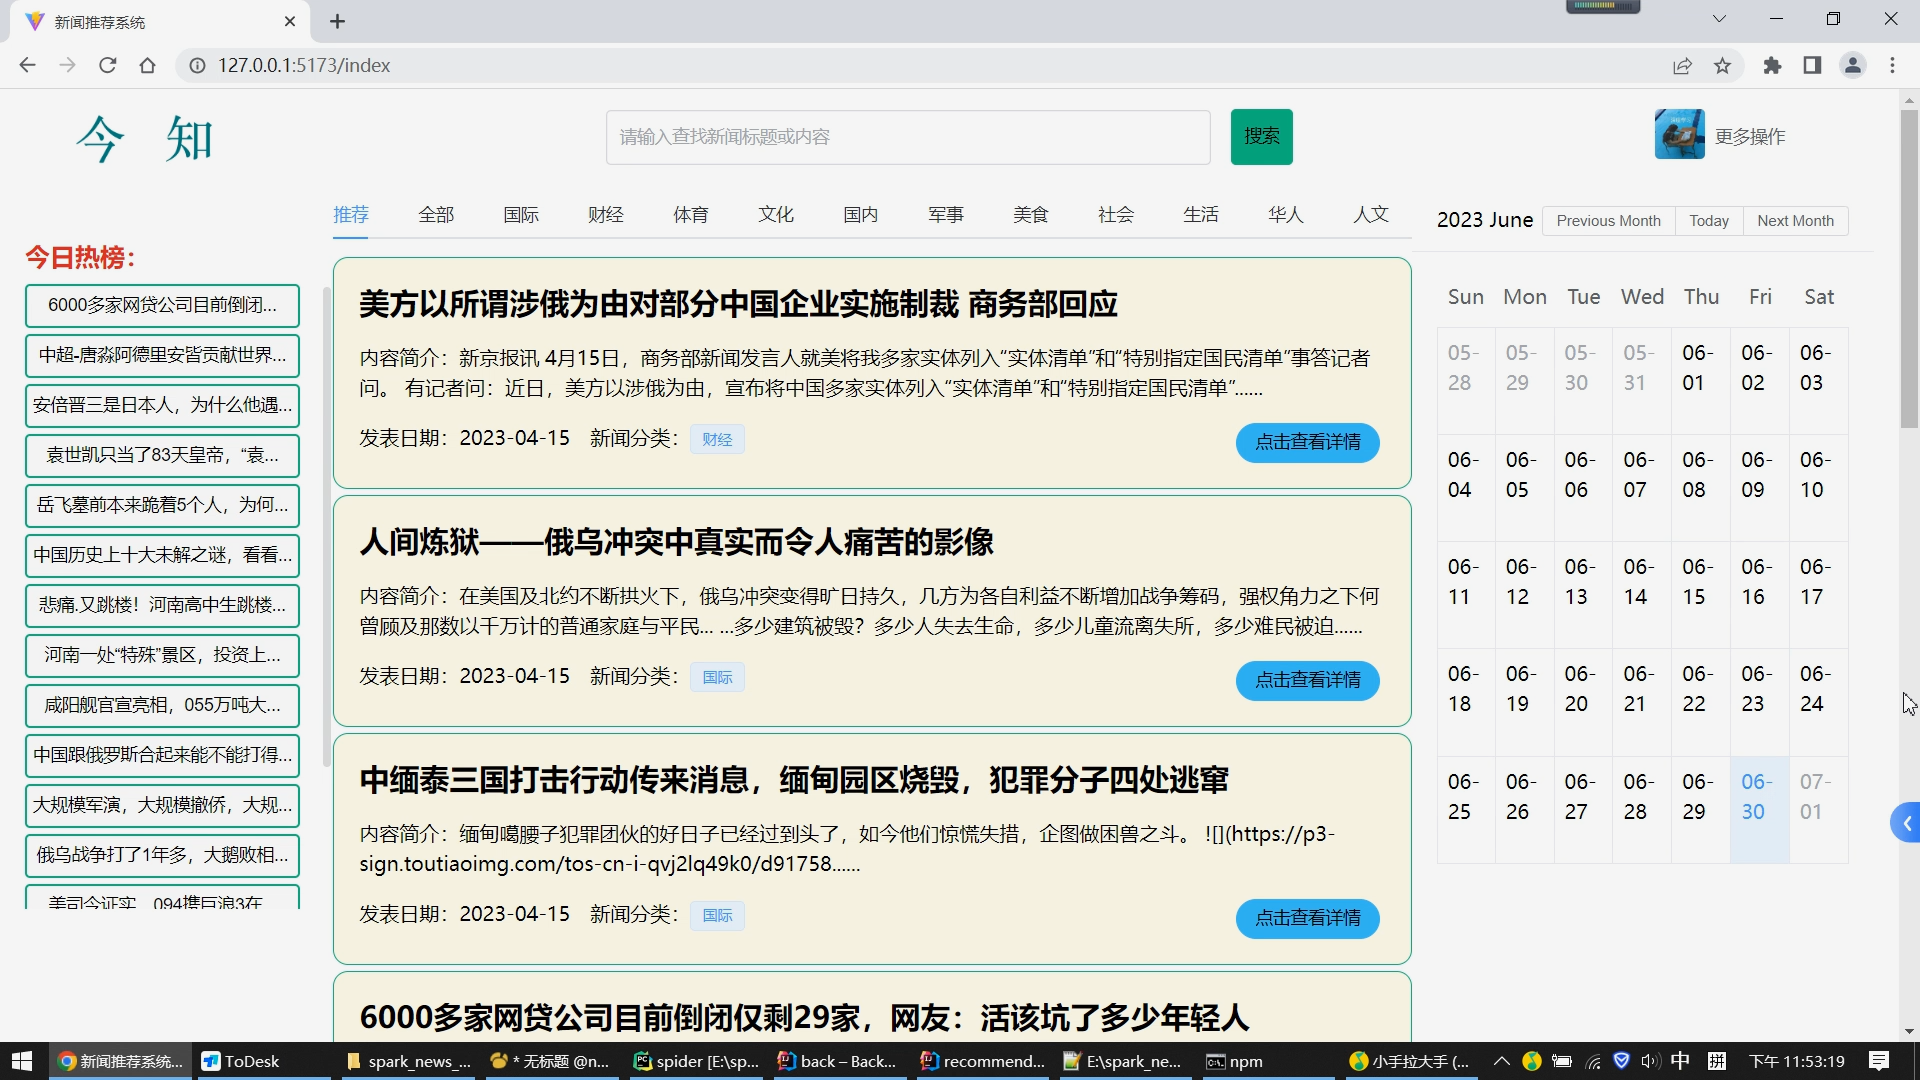 新闻推荐系统
127.0.0.1:5173/index
今 知
请输入查找新闻标题或内容
搜索
更多操作
推荐 全部 国际 财经 体育 文化 国内 军事 美食 社会 生活 华人 人文
今日热榜：
6000多家网贷公司目前倒闭...
中超-唐淼阿德里安皆贡献世界...
安倍晋三是日本人，为什么他遇...
袁世凯只当了83天皇帝，“袁...
岳飞墓前本来跪着5个人，为何...
中国历史上十大未解之谜，看看...
悲痛.又跳楼！河南高中生跳楼...
河南一处“特殊”景区，投资上...
咸阳舰官宣亮相，055万吨大...
中国跟俄罗斯合起来能不能打得...
大规模军演，大规模撤侨，大规...
俄乌战争打了1年多，大鹅败相...
美司令证实，094携巨浪3在
美方以所谓涉俄为由对部分中国企业实施制裁 商务部回应
内容简介：新京报讯 4月15日，商务部新闻发言人就美将我多家实体列入“实体清单”和“特别指定国民清单”事答记者
问。 有记者问：近日，美方以涉俄为由，宣布将中国多家实体列入“实体清单”和“特别指定国民清单”......
发表日期：2023-04-15 新闻分类： 财经
点击查看详情
人间炼狱——俄乌冲突中真实而令人痛苦的影像
内容简介：在美国及北约不断拱火下，俄乌冲突变得旷日持久，几方为各自利益不断增加战争筹码，强权角力之下何
曾顾及那数以千万计的普通家庭与平民... ...多少建筑被毁？多少人失去生命，多少儿童流离失所，多少难民被迫......
发表日期：2023-04-15 新闻分类： 国际
点击查看详情
中缅泰三国打击行动传来消息，缅甸园区烧毁，犯罪分子四处逃窜
内容简介：缅甸噶腰子犯罪团伙的好日子已经过到头了，如今他们惊慌失措，企图做困兽之斗。 ![](https://p3-
sign.toutiaoimg.com/tos-cn-i-qvj2lq49k0/d91758......
发表日期：2023-04-15 新闻分类： 国际
点击查看详情
6000多家网贷公司目前倒闭仅剩29家，网友：活该坑了多少年轻人
2023 June Previous Month Today Next Month
Sun Mon Tue Wed Thu Fri Sat
05-28 05-29 05-30 05-31 06-01 06-02 06-03
06-04 06-05 06-06 06-07 06-08 06-09 06-10
06-11 06-12 06-13 06-14 06-15 06-16 06-17
06-18 06-19 06-20 06-21 06-22 06-23 06-24
06-25 06-26 06-27 06-28 06-29 06-30 07-01
新闻推荐系统... ToDesk spark_news_... * 无标题 @n... spider [E:\sp... back – Back... recommend... E:\spark_ne... npm 小手拉大手 (... 中 拼 下午 11:53:19